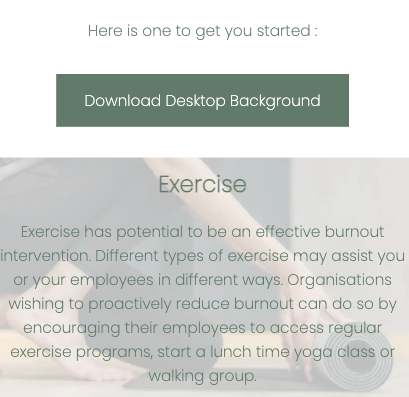 Here is one to get you started :
Download Desktop Background
Exercise
Exercise has potential to be an effective burnout
intervention. Different types of exercise may assist you
or your employees in different ways. Organisations
wishing to proactively reduce burnout can do so by
encouraging their employees to access regular
exercise programs, start a lunch time yoga class or
walking group.